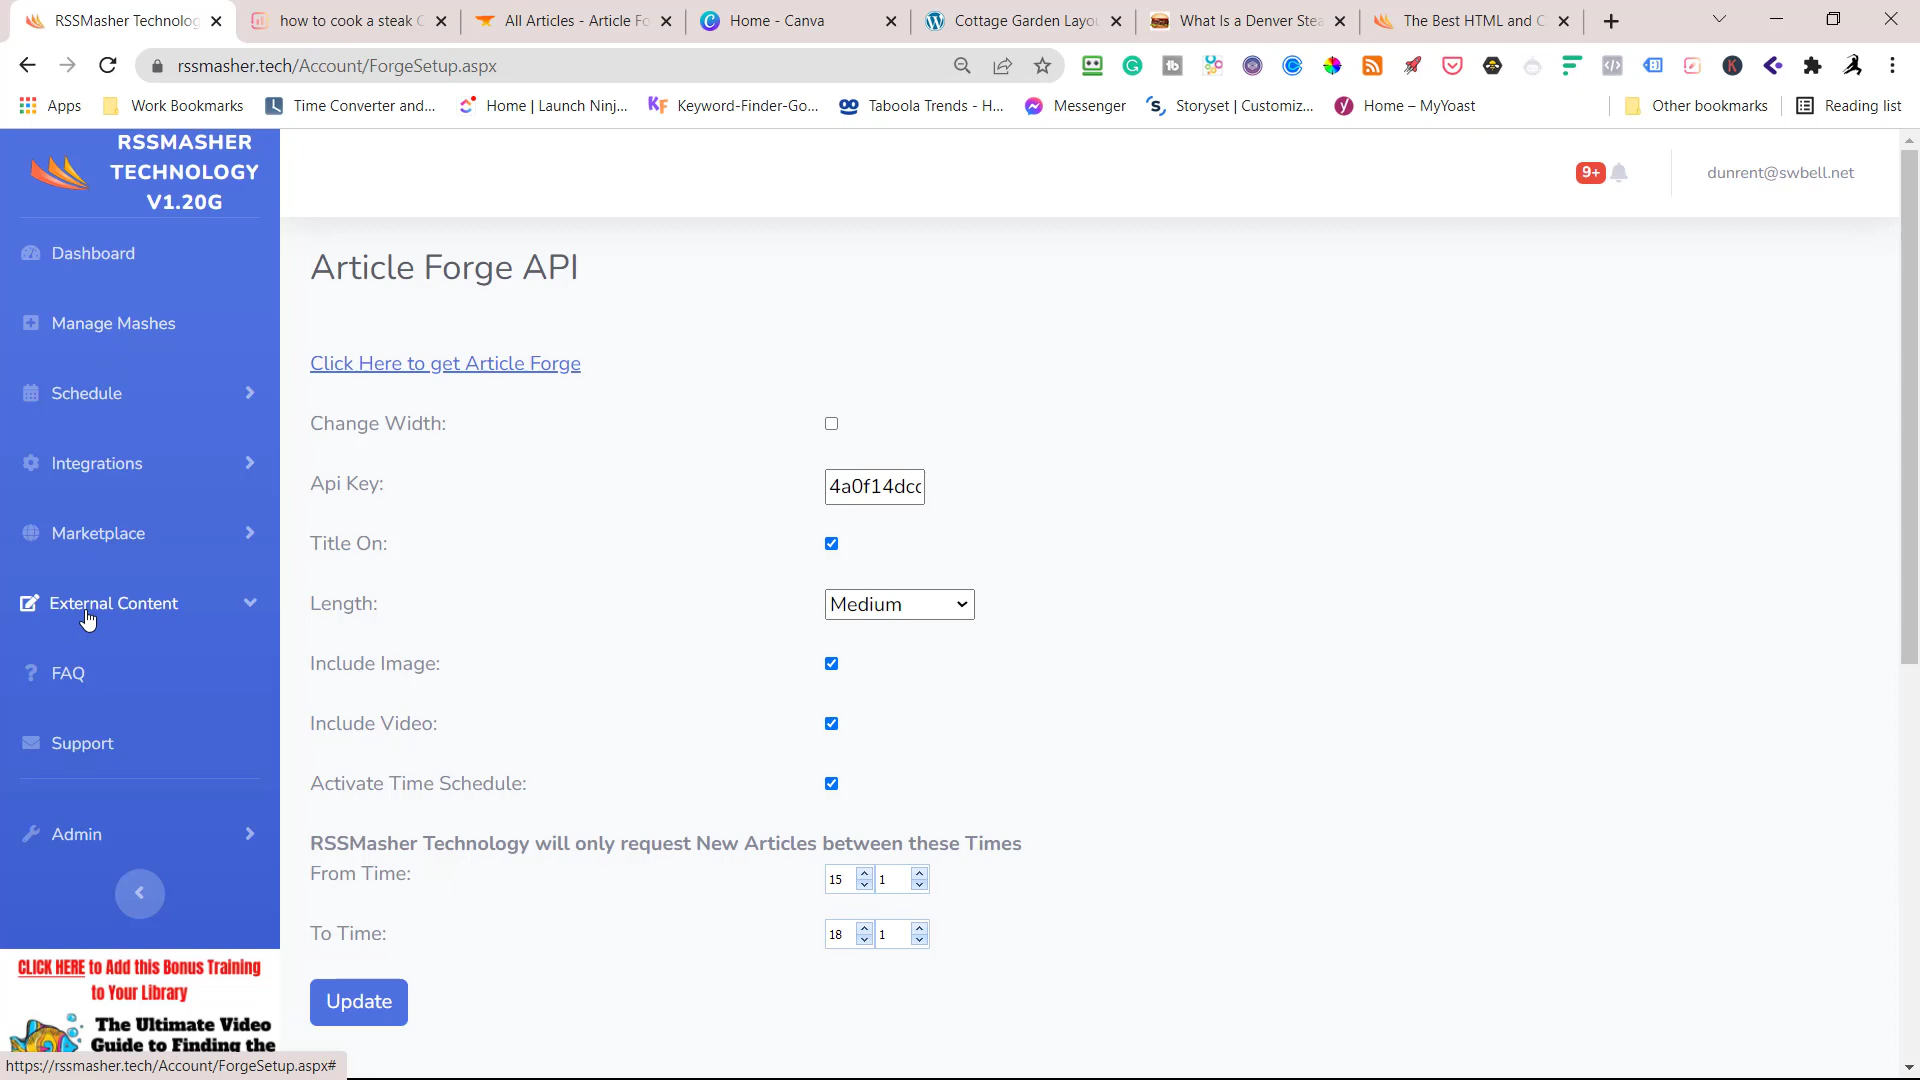 RSSMasher Technolog
how to cook a steak C
All Articles - Article Fo
Home - Canva
Cottage Garden Layou
What Is a Denver Stea
The Best HTML and C
rssmasher.tech/Account/ForgeSetup.aspx
Apps
Work Bookmarks
Time Converter and...
Home | Launch Ninj...
Keyword-Finder-Go...
Taboola Trends - H...
Messenger
Storyset | Customiz...
Home – MyYoast
Other bookmarks
Reading list
RSSMASHER
TECHNOLOGY
V1.20G
9+
dunrent@swbell.net
Dashboard
Manage Mashes
Schedule
Integrations
Marketplace
External Content
FAQ
Support
Admin
CLICK HERE to Add this Bonus Training
to Your Library
The Ultimate Video
Guide to Finding the
https://rssmasher.tech/Account/ForgeSetup.aspx#
Article Forge API
Click Here to get Article Forge
Change Width:
Api Key: 4a0f14dcc
Title On:
Length: Medium
Include Image:
Include Video:
Activate Time Schedule:
RSSMasher Technology will only request New Articles between these Times
From Time: 15 1
To Time: 18 1
Update